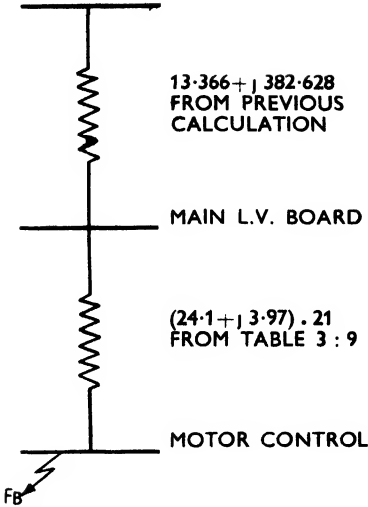 13·366+ȷ 382·628
FROM PREVIOUS
CALCULATION
MAIN L.V. BOARD
(24·1+ȷ 3·97) . 21
FROM TABLE 3 : 9
MOTOR CONTROL
FB